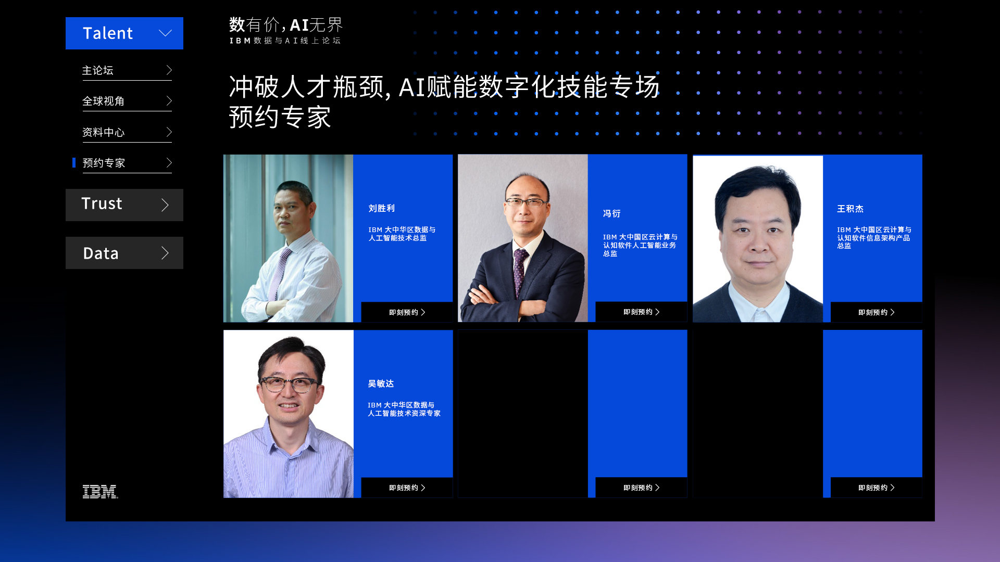 Talent
主论坛
全球视角
资料中心
预约专家
Trust
Data
IBM
数有价, AI无界
IBM数据与AI线上论坛
冲破人才瓶颈, AI赋能数字化技能专场
预约专家
刘胜利
IBM 大中华区数据与
人工智能技术总监
即刻预约
冯衍
IBM 大中国区云计算与
认知软件人工智能业务
总监
即刻预约
王积杰
IBM 大中国区云计算与
认知软件信息架构产品
总监
即刻预约
吴敏达
IBM 大中华区数据与
人工智能技术资深专家
即刻预约
即刻预约
即刻预约